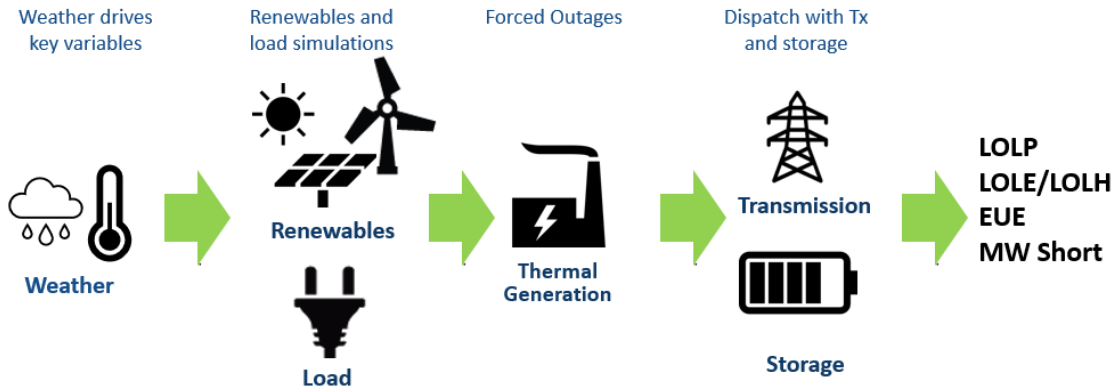 Weather drives
key variables
Renewables and
load simulations
Forced Outages
Dispatch with Tx
and storage
Weather
Renewables
Load
Thermal
Generation
Transmission
Storage
LOLP
LOLE/LOLH
EUE
MW Short